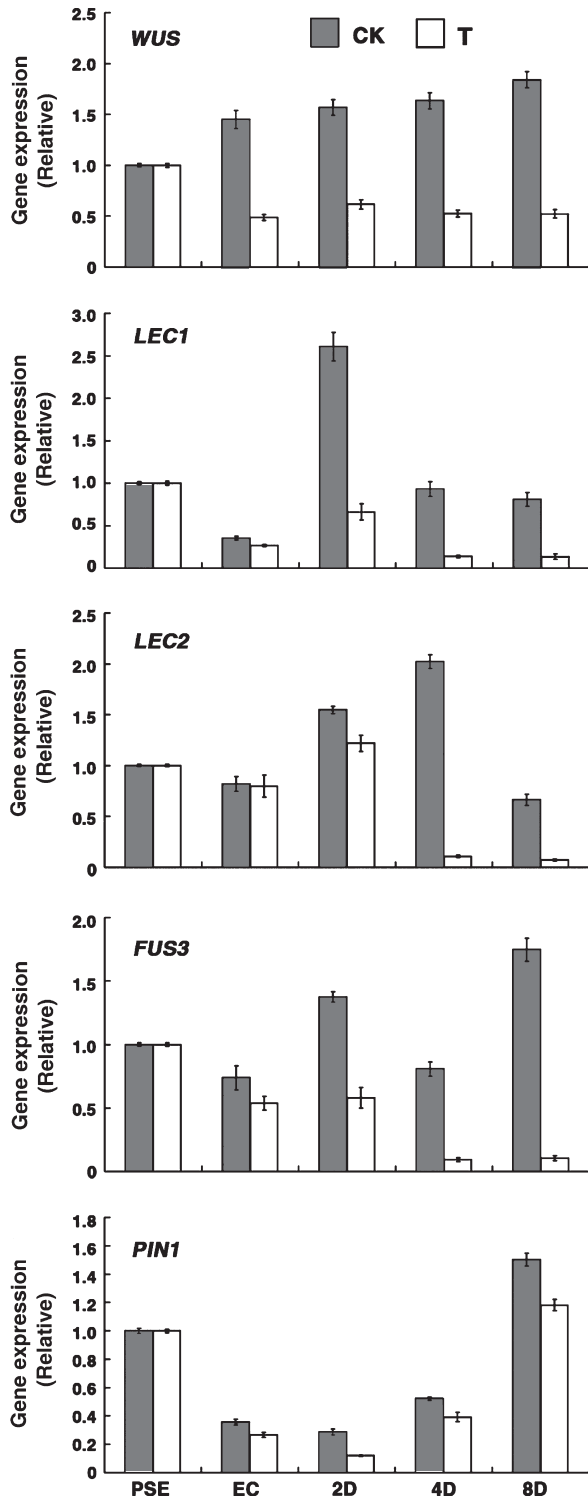 WUS
CK
T
Gene expression
(Relative)
2.5
2.0
1.5
1.0
0.5
0
LEC1
Gene expression
(Relative)
3.0
2.5
2.0
1.5
1.0
0.5
0
LEC2
Gene expression
(Relative)
2.5
2.0
1.5
1.0
0.5
0
FUS3
Gene expression
(Relative)
2.0
1.5
1.0
0.5
0
PIN1
Gene expression
(Relative)
1.8
1.6
1.4
1.2
1.0
0.8
0.6
0.4
0.2
0
PSE EC 2D 4D 8D